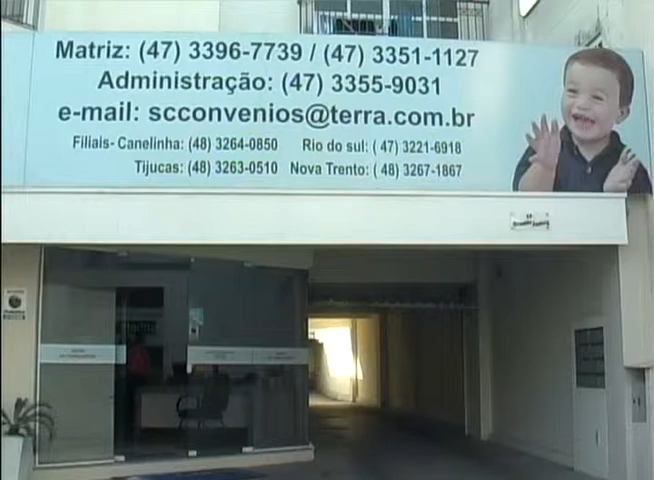 Matriz: (47) 3396-7739 / (47) 3351-1127
Administração: (47) 3355-9031
e-mail: scconvenios@terra.com.br
Filiais- Canelinha: (48) 3264-0850 Rio do sul: ( 47) 3221-6918
Tijucas: (48) 3263-0510 Nova Trento: ( 48) 3267-1867